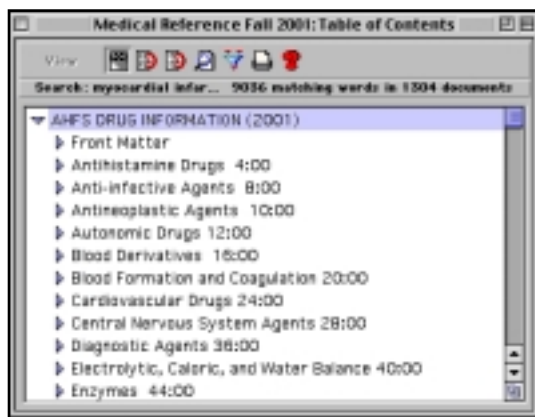 Medical Reference Fall 2001:Table of Contents
View
Search: myocardial infar... 9036 matching words in 1304 documents
AHFS DRUG INFORMATION (2001)
Front Matter
Antihistamine Drugs 4:00
Anti-infective Agents 8:00
Antineoplastic Agents 10:00
Autonomic Drugs 12:00
Blood Derivatives 16:00
Blood Formation and Coagulation 20:00
Cardiovascular Drugs 24:00
Central Nervous System Agents 28:00
Diagnostic Agents 36:00
Electrolytic, Caloric, and Water Balance 40:00
Enzymes 44:00